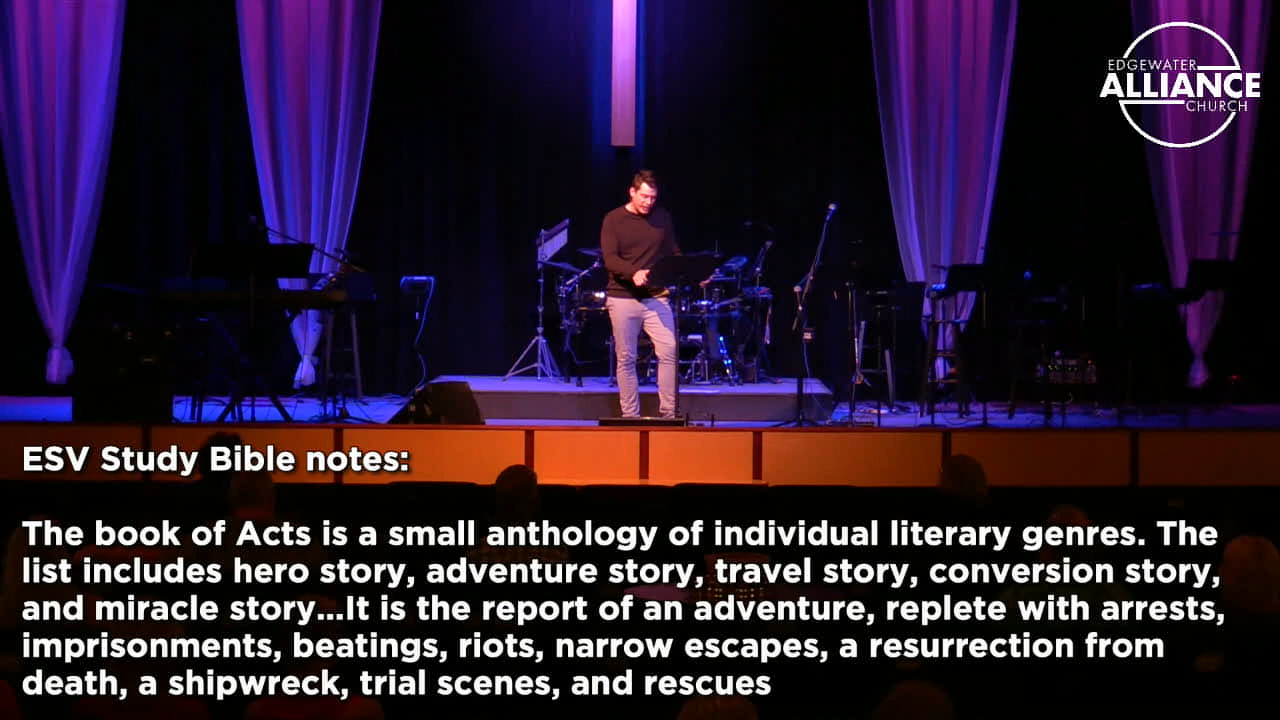 EDGEWATER
ALLIANCE
CHURCH
ESV Study Bible notes:
The book of Acts is a small anthology of individual literary genres. The
list includes hero story, adventure story, travel story, conversion story,
and miracle story...It is the report of an adventure, replete with arrests,
imprisonments, beatings, riots, narrow escapes, a resurrection from
death, a shipwreck, trial scenes, and rescues